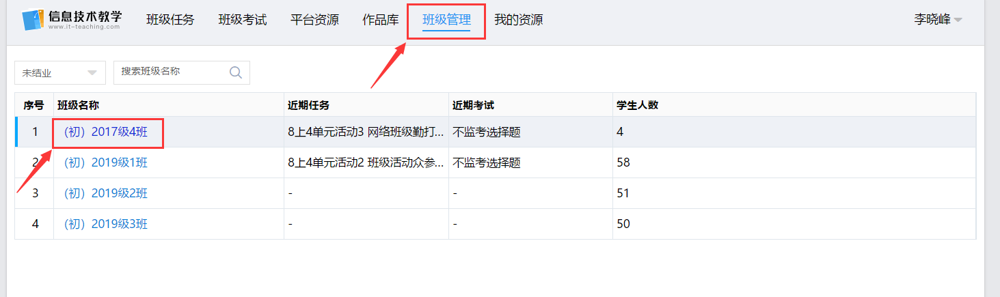 信息技术教学
www.it-teaching.com
班级任务 班级考试 平台资源 作品库 班级管理 我的资源 李晓峰
未结业 搜索班级名称
序号 班级名称 近期任务 近期考试 学生人数
1 （初）2017级4班 8上4单元活动3 网络班级勤打... 不监考选择题 4
2 （初）2019级1班 8上4单元活动2 班级活动众参... 不监考选择题 58
3 （初）2019级2班 - - 51
4 （初）2019级3班 - - 50